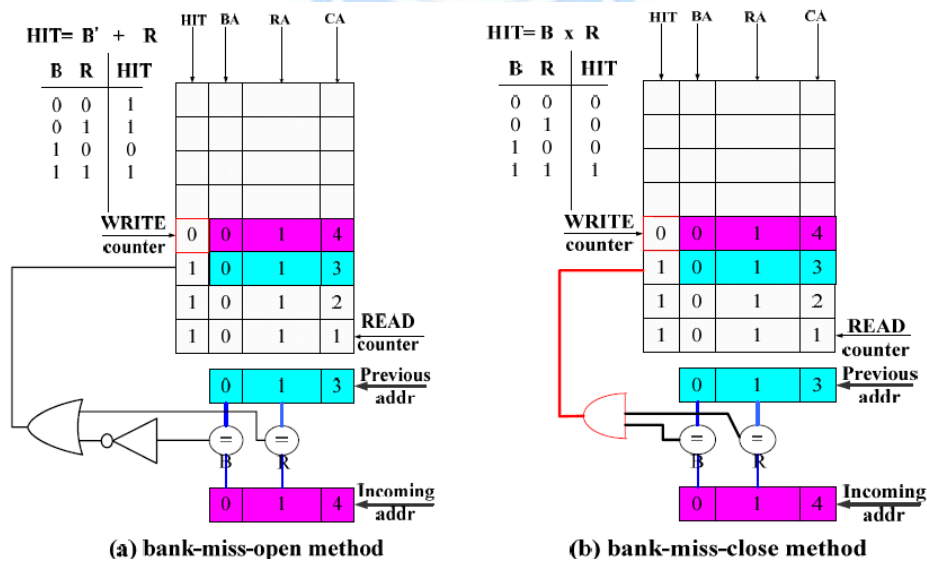 HIT BA RA CA
HIT= B' + R
B R HIT
0 0 1
0 1 1
1 0 0
1 1 1
WRITE
counter
0 0 1 4
1 0 1 3
1 0 1 2
1 0 1 1
READ
counter
0 1 3
Previous
addr
= =
B R
0 1 4
Incoming
addr
(a) bank-miss-open method
HIT BA RA CA
HIT= B x R
B R HIT
0 0 0
0 1 0
1 0 0
1 1 1
WRITE
counter
0 0 1 4
1 0 1 3
1 0 1 2
1 0 1 1
READ
counter
0 1 3
Previous
addr
= =
B R
0 1 4
Incoming
addr
(b) bank-miss-close method